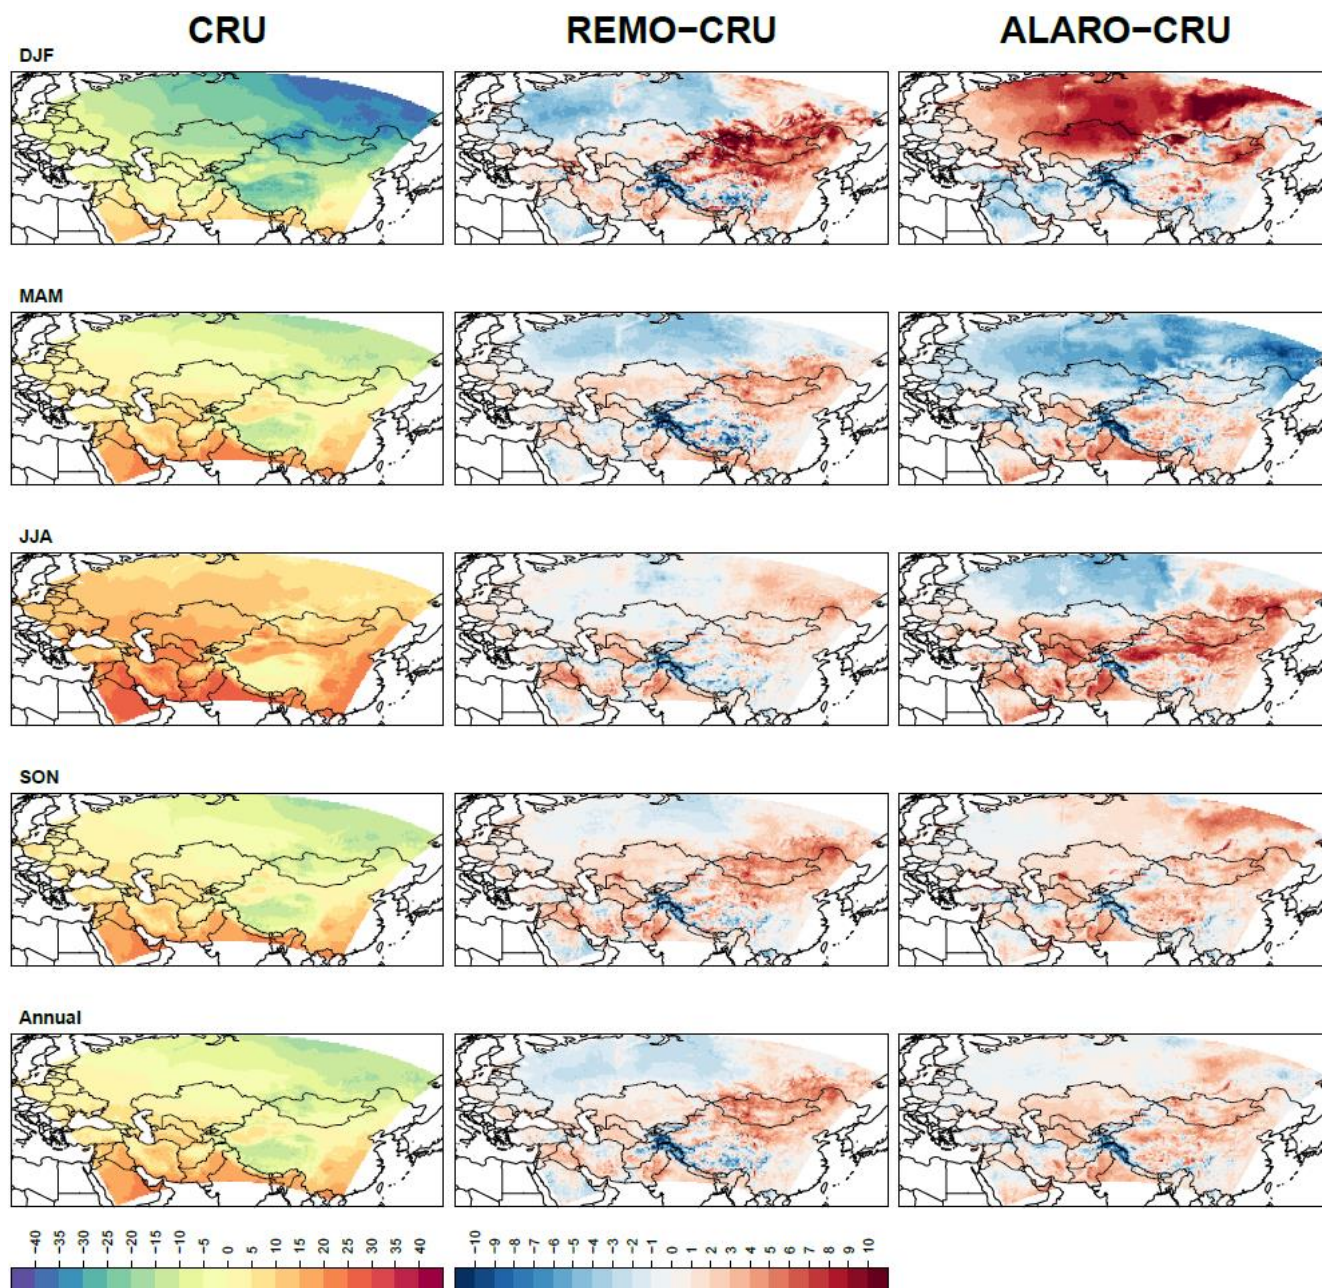 CRU REMO−CRU ALARO−CRU
DJF
MAM
JJA
SON
Annual
−40 −35 −30 −25 −20 −15 −10 −5 0 5 10 15 20 25 30 35 40 −10 −9 −8 −7 −6 −5 −4 −3 −2 −1 0 1 2 3 4 5 6 7 8 9 10